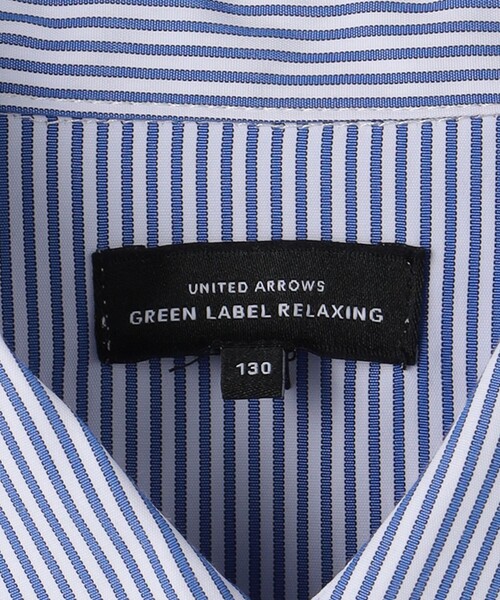 UNITED ARROWS
GREEN LABEL RELAXING
130